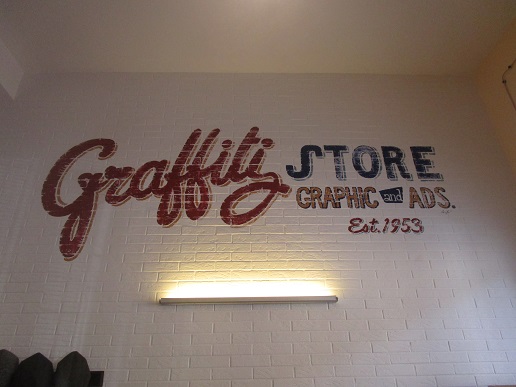 Graffiti STORE
GRAPHIC and ADS.
Est. 1953